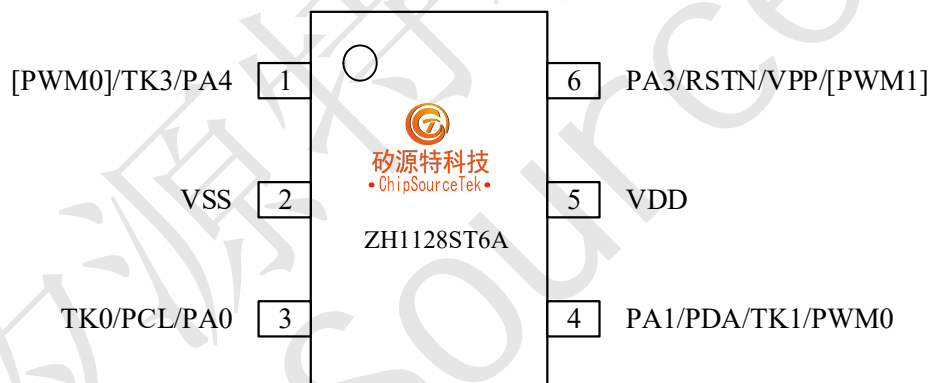 [PWM0]/TK3/PA4 1 6 PA3/RSTN/VPP/[PWM1]
矽源特科技
•ChipSourceTek•
VSS 2 5 VDD
ZH1128ST6A
TK0/PCL/PA0 3 4 PA1/PDA/TK1/PWM0